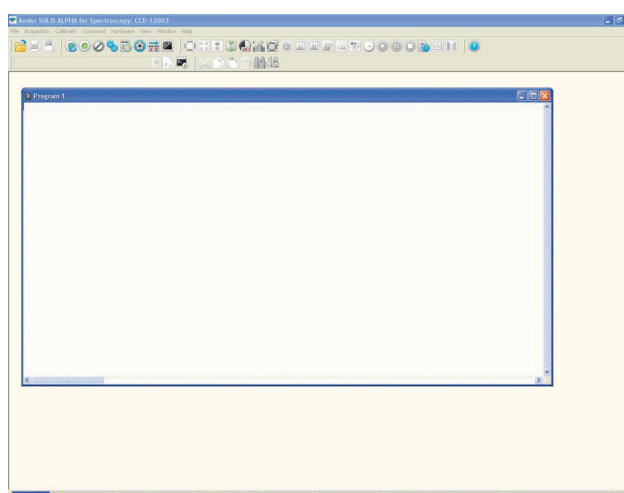 Andor SOLIS ALPHA for Spectroscopy: CCD-12003
File Acquisition Calibrate Command Hardware View Window Help
Program 1